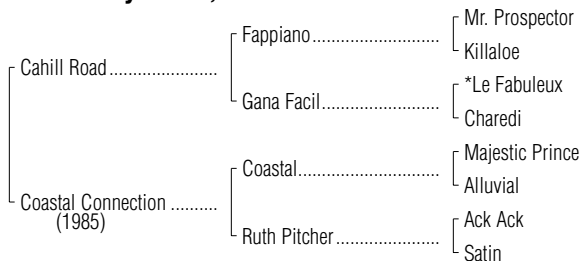 Mr. Prospector
Fappiano
Killaloe
Cahill Road
*Le Fabuleux
Gana Facil
Charedi
Majestic Prince
Coastal
Alluvial
Coastal Connection
(1985)
Ack Ack
Ruth Pitcher
Satin